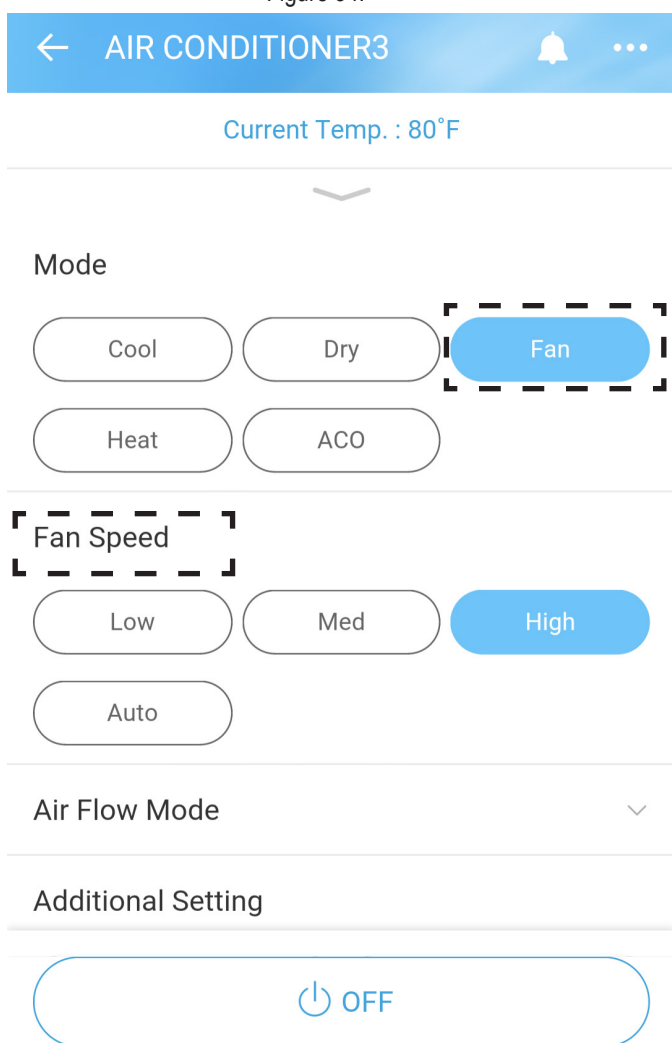 AIR CONDITIONER3
Current Temp. : 80°F
Mode
Cool Dry Fan
Heat ACO
Fan Speed
Low Med High
Auto
Air Flow Mode
Additional Setting
OFF